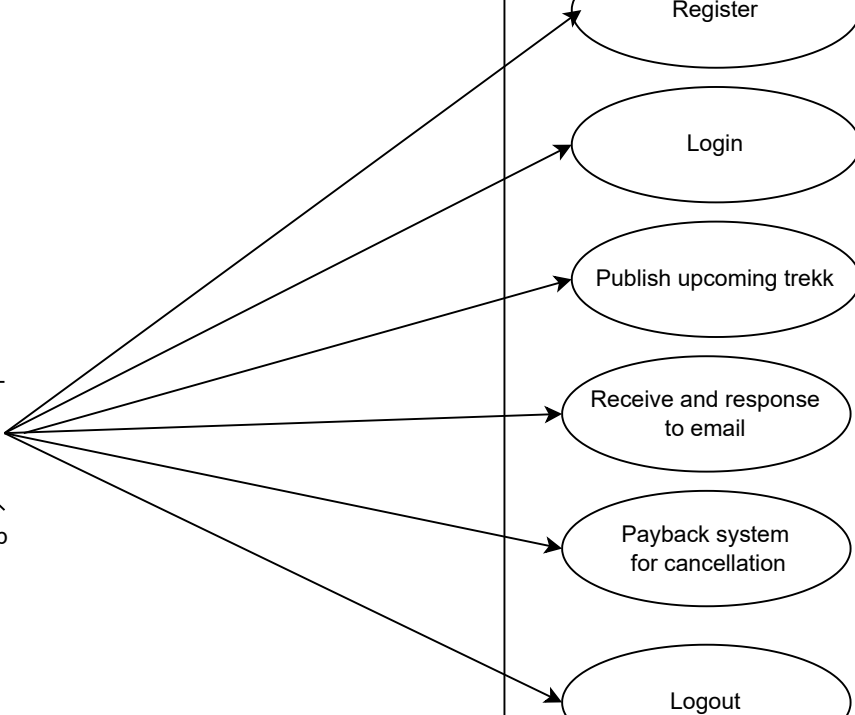 Register
Login
Publish upcoming trekk
Receive and response
to email
Payback system
for cancellation
Logout